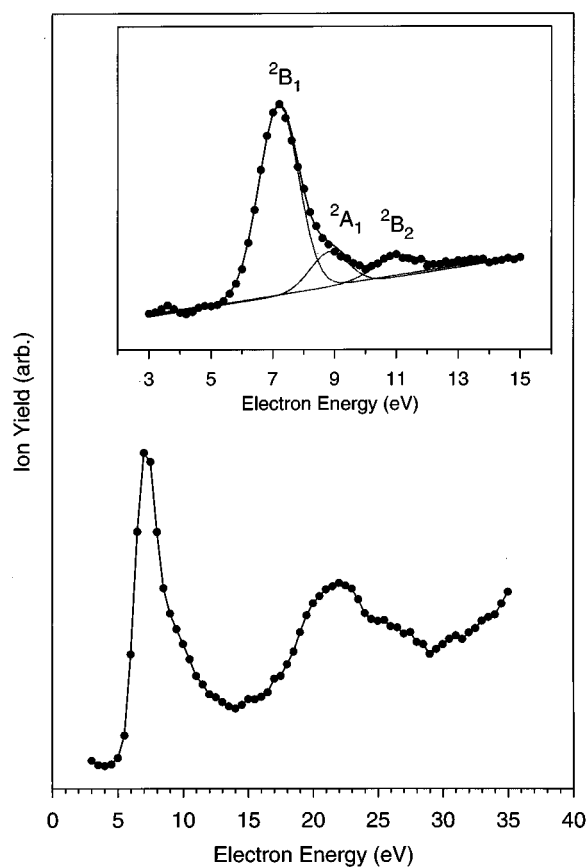 ²B₁
²A₁
²B₂
3 5 7 9 11 13 15
Electron Energy (eV)
Ion Yield (arb.)
0 5 10 15 20 25 30 35 40
Electron Energy (eV)